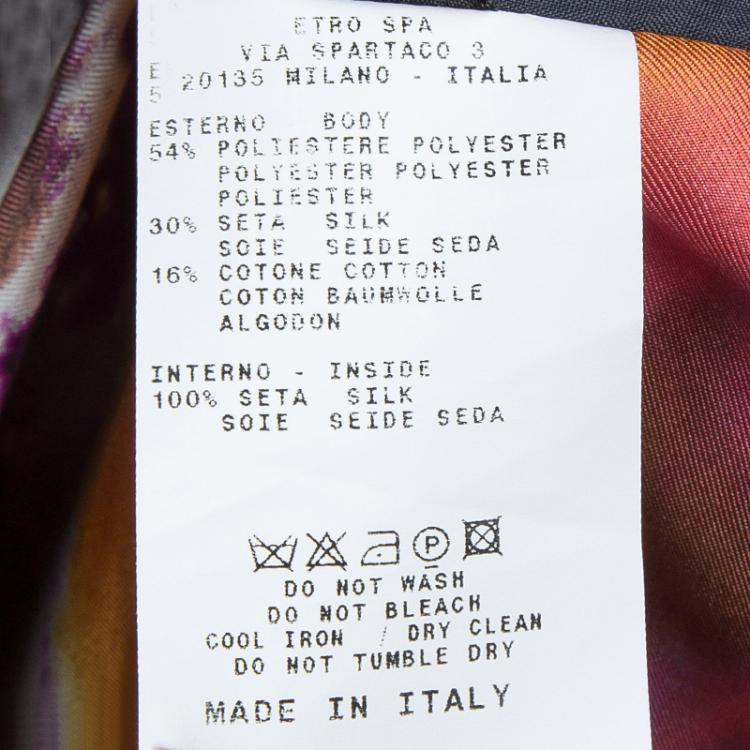 ETRO SPA
VIA SPARTACO 3
E 20135 MILANO - ITALIA
5
ESTERNO BODY
54% POLIESTERE POLYESTER
POLYESTER POLYESTER
POLIESTER
30% SETA SILK
SOIE SEIDE SEDA
16% COTONE COTTON
COTON BAUMWOLLE
ALGODON
INTERNO - INSIDE
100% SETA SILK
SOIE SEIDE SEDA
P
DO NOT WASH
DO NOT BLEACH
COOL IRON / DRY CLEAN
DO NOT TUMBLE DRY
MADE IN ITALY